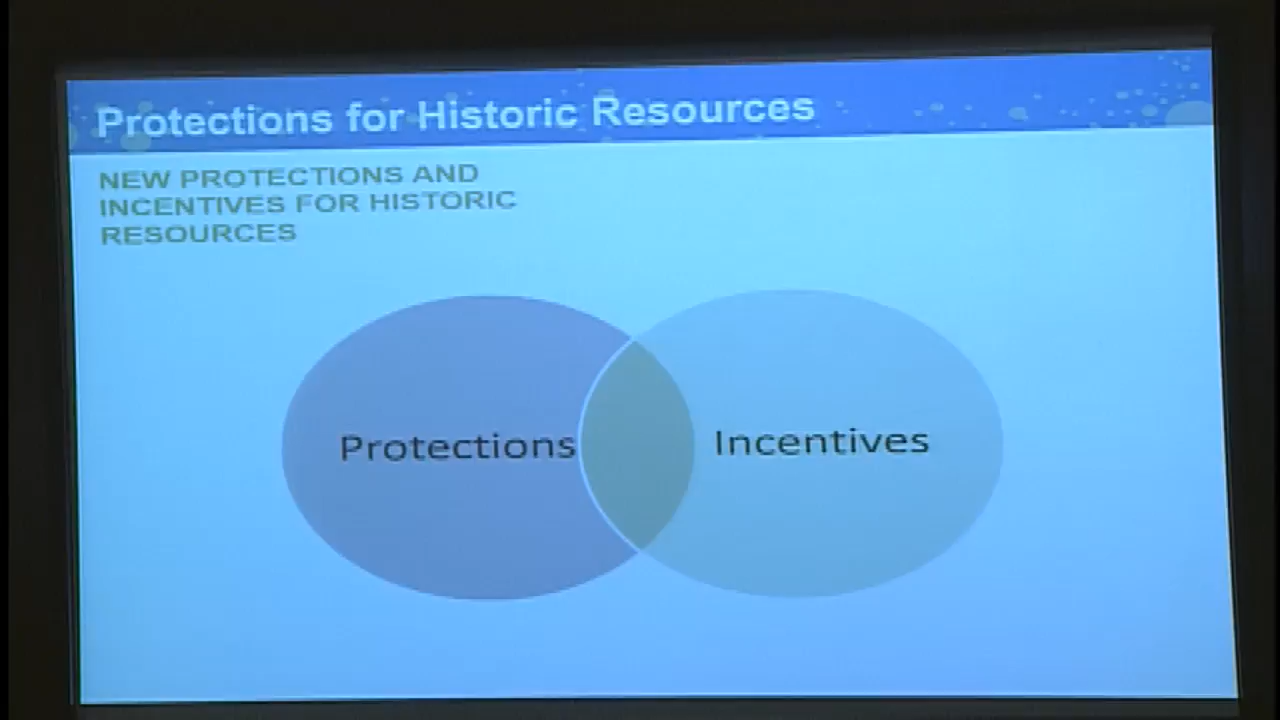 Protections for Historic Resources
NEW PROTECTIONS AND
INCENTIVES FOR HISTORIC
RESOURCES
Protections
Incentives